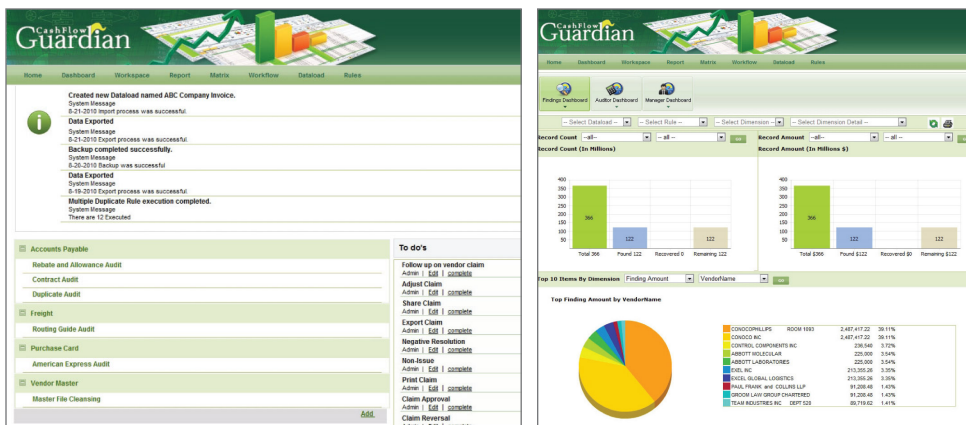 CashFlow
Guardian
Home Dashboard Workspace Report Matrix Workflow Dataload Rules
Created new Dataload named ABC Company Invoice.
System Message
8-21-2010 Import process was successful.
Data Exported
System Message
8-21-2010 Export process was successful.
Backup completed successfully.
System Message
8-20-2010 Backup was successful
Data Exported
System Message
8-19-2010 Export process was successful.
Multiple Duplicate Rule execution completed.
System Message
There are 12 Executed
Accounts Payable
Rebate and Allowance Audit
Contract Audit
Duplicate Audit
Freight
Routing Guide Audit
Purchase Card
American Express Audit
Vendor Master
Master File Cleansing
Add
To do's
Follow up on vendor claim
Admin | Edit | complete
Adjust Claim
Admin | Edit | complete
Share Claim
Admin | Edit | complete
Export Claim
Admin | Edit | complete
Negative Resolution
Admin | Edit | complete
Non-Issue
Admin | Edit | complete
Print Claim
Admin | Edit | complete
Claim Approval
Admin | Edit | complete
Claim Reversal
CashFlow
Guardian
Home Dashboard Workspace Report Matrix Workflow Dataload Rules
Findings Dashboard Auditor Dashboard Manager Dashboard
-- Select Dataload -- -- Select Rule -- -- Select Dimension -- -- Select Dimension Detail --
Record Count --all-- -- all -- Record Amount --all-- -- all --
Record Count (In Millions) Record Amount (In Millions $)
400
350
300
250
200
150
100
50
366
122
122
Total 366 Found 122 Recovered 0 Remaining 122
400
350
300
250
200
150
100
50
366
122
122
Total $366 Found $122 Recovered $0 Remaining $122
Top 10 Items By Dimension Finding Amount VendorName
Top Finding Amount by VendorName
CONOCOPHILLIPS ROOM 1093 2,487,417.22 39.11%
CONOCO INC 2,487,417.22 39.11%
CONTROL COMPONENTS INC 236,540 3.72%
ABBOTT MOLECULAR 225,000 3.54%
ABBOTT LABORATORIES 225,000 3.54%
EXEL INC 213,355.26 3.35%
EXCEL GLOBAL LOGISTICS 213,355.26 3.35%
PAUL FRANK and COLLINS LLP 91,208.48 1.43%
GROOM LAW GROUP CHARTERED 91,208.48 1.43%
TEAM INDUSTRIES INC DEPT 520 89,719.62 1.41%